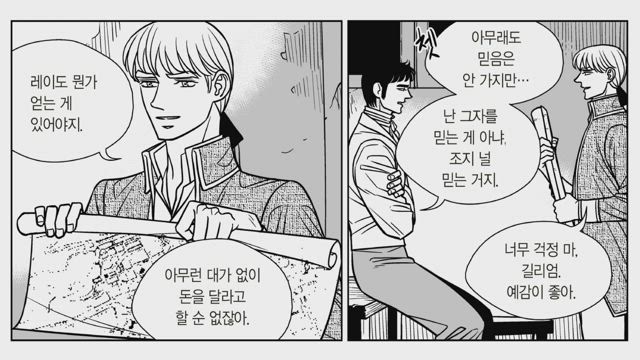 레이도 뭔가
얻는 게
있어야지.
아무런 대가 없이
돈을 달라고
할 순 없잖아.
쳇
아무래도
믿음은
안 가지만…
난 그자를
믿는 게 아냐,
조지 널
믿는 거지.
너무 걱정 마,
길리엄.
예감이 좋아.